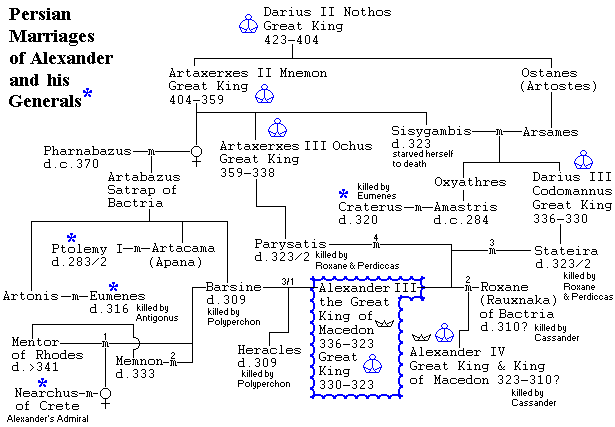 Persian
Marriages
of Alexander
and his
Generals*
Darius II Nothos
Great King
423-404
Artaxerxes II Mnemon
Great King
404-359
Ostanes
(Artostes)
Pharnabazus m
d.c.370
Artaxerxes III Ochus
Great King
359-338
Sisygambis m Arsames
d.323
starved herself
to death
Artabazus
Satrap of
Bactria
Oxyathres
Darius III
Codomannus
Great King
336-330
* killed by
Eumenes
Craterus m Amastris
d.320 d.c.284
*
Ptolemy I m Artacama
d.283/2 (Apana)
Parysatis 4
m
d.323/2 killed by
Roxane & Perdiccas
3
m
Stateira
d.323/2
killed by
Roxane
& Perdiccas
*
Artonis m Eumenes
d.316 killed by
Antigonus
Barsine 3/1
m
d.309
killed by
Polyperchon
Alexander III
the Great
King of
Macedon
336-323
Great
King
330-323
2
m
Roxane
(Rauxnaka)
of Bactria
d.310? killed by
Cassander
Mentor 1
m
of Rhodes
d.>341
Memnon 2
m
d.333
Heracles
d.309
killed by
Polyperchon
Alexander IV
Great King & King
of Macedon 323-310?
killed by
Cassander
*
Nearchus m
of Crete
Alexander's Admiral